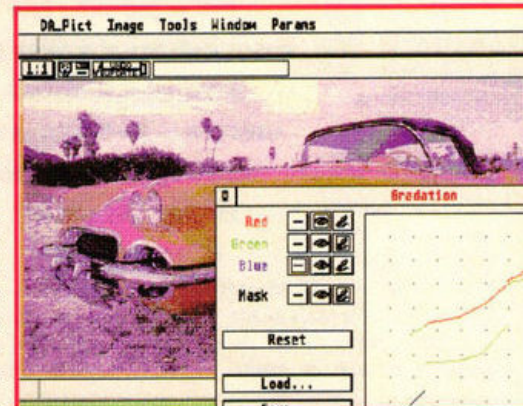 DA_Pict Image Tools Window Params
1:1
Gradation
Red
Green
Blue
Mask
Reset
Load...